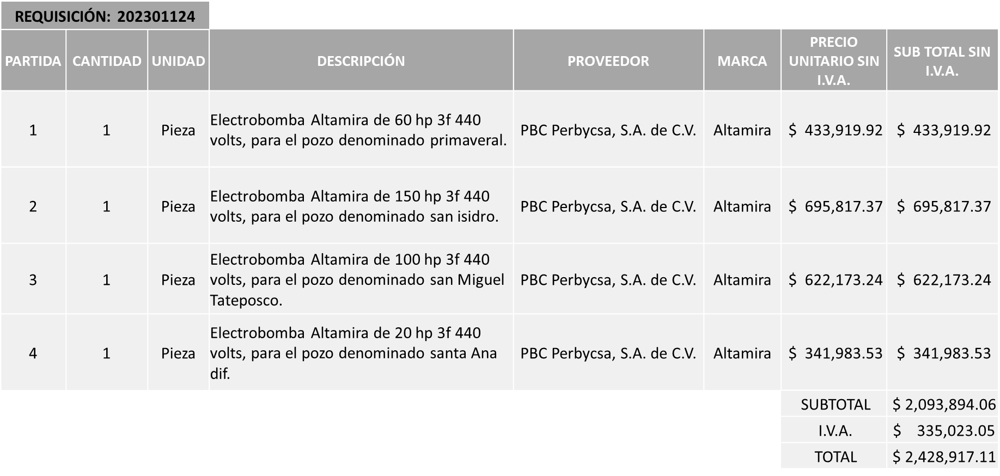 REQUISICIÓN: 202301124
PARTIDA CANTIDAD UNIDAD DESCRIPCIÓN PROVEEDOR MARCA PRECIO UNITARIO SIN I.V.A. SUB TOTAL SIN I.V.A.
1 1 Pieza Electrobomba Altamira de 60 hp 3f 440 volts, para el pozo denominado primaveral. PBC Perbycsa, S.A. de C.V. Altamira $ 433,919.92 $ 433,919.92
2 1 Pieza Electrobomba Altamira de 150 hp 3f 440 volts, para el pozo denominado san isidro. PBC Perbycsa, S.A. de C.V. Altamira $ 695,817.37 $ 695,817.37
3 1 Pieza Electrobomba Altamira de 100 hp 3f 440 volts, para el pozo denominado san Miguel Tateposco. PBC Perbycsa, S.A. de C.V. Altamira $ 622,173.24 $ 622,173.24
4 1 Pieza Electrobomba Altamira de 20 hp 3f 440 volts, para el pozo denominado santa Ana dif. PBC Perbycsa, S.A. de C.V. Altamira $ 341,983.53 $ 341,983.53
SUBTOTAL $ 2,093,894.06
I.V.A. $ 335,023.05
TOTAL $ 2,428,917.11